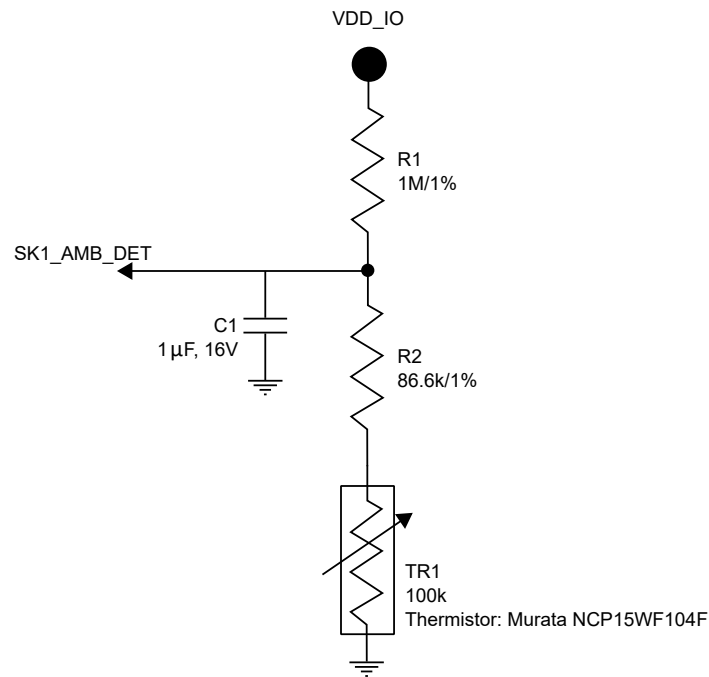 VDD_IO
R1
1M/1%
SK1_AMB_DET
C1
1µF, 16V
R2
86.6k/1%
TR1
100k
Thermistor: Murata NCP15WF104F